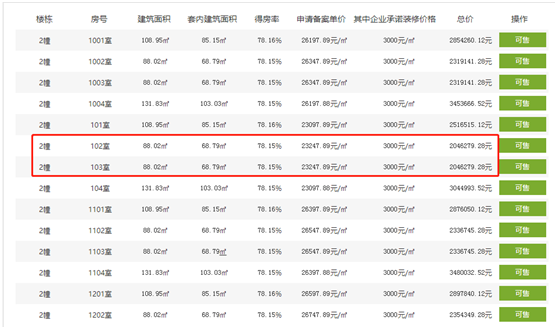 楼栋 房号 建筑面积 套内建筑面积 得房率 申请备案单价 其中企业承诺装修价格 总价 操作
2幢 1001室 108.95㎡ 85.15㎡ 78.16% 26197.89元/㎡ 3000元/㎡ 2854260.12元 可售
2幢 1002室 88.02㎡ 68.79㎡ 78.15% 26347.89元/㎡ 3000元/㎡ 2319141.28元 可售
2幢 1003室 88.02㎡ 68.79㎡ 78.15% 26347.89元/㎡ 3000元/㎡ 2319141.28元 可售
2幢 1004室 131.83㎡ 103.03㎡ 78.15% 26197.88元/㎡ 3000元/㎡ 3453666.52元 可售
2幢 101室 108.95㎡ 85.15㎡ 78.16% 23097.89元/㎡ 3000元/㎡ 2516515.12元 可售
2幢 102室 88.02㎡ 68.79㎡ 78.15% 23247.89元/㎡ 3000元/㎡ 2046279.28元 可售
2幢 103室 88.02㎡ 68.79㎡ 78.15% 23247.89元/㎡ 3000元/㎡ 2046279.28元 可售
2幢 104室 131.83㎡ 103.03㎡ 78.15% 23097.88元/㎡ 3000元/㎡ 3044993.52元 可售
2幢 1101室 108.95㎡ 85.15㎡ 78.16% 26397.89元/㎡ 3000元/㎡ 2876050.12元 可售
2幢 1102室 88.02㎡ 68.79㎡ 78.15% 26547.89元/㎡ 3000元/㎡ 2336745.28元 可售
2幢 1103室 88.02㎡ 68.79㎡ 78.15% 26547.89元/㎡ 3000元/㎡ 2336745.28元 可售
2幢 1104室 131.83㎡ 103.03㎡ 78.15% 26397.88元/㎡ 3000元/㎡ 3480032.52元 可售
2幢 1201室 108.95㎡ 85.15㎡ 78.16% 26597.89元/㎡ 3000元/㎡ 2897840.12元 可售
2幢 1202室 88.02㎡ 68.79㎡ 78.15% 26747.89元/㎡ 3000元/㎡ 2354349.28元 可售